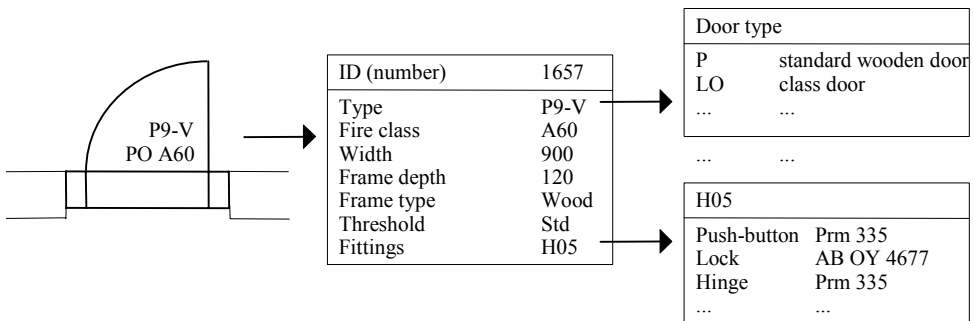 P9-V
PO A60
ID (number) 1657
Type P9-V
Fire class A60
Width 900
Frame depth 120
Frame type Wood
Threshold Std
Fittings H05
Door type
P standard wooden door
LO class door
... ...
... ...
H05
Push-button Prm 335
Lock AB OY 4677
Hinge Prm 335
... ...